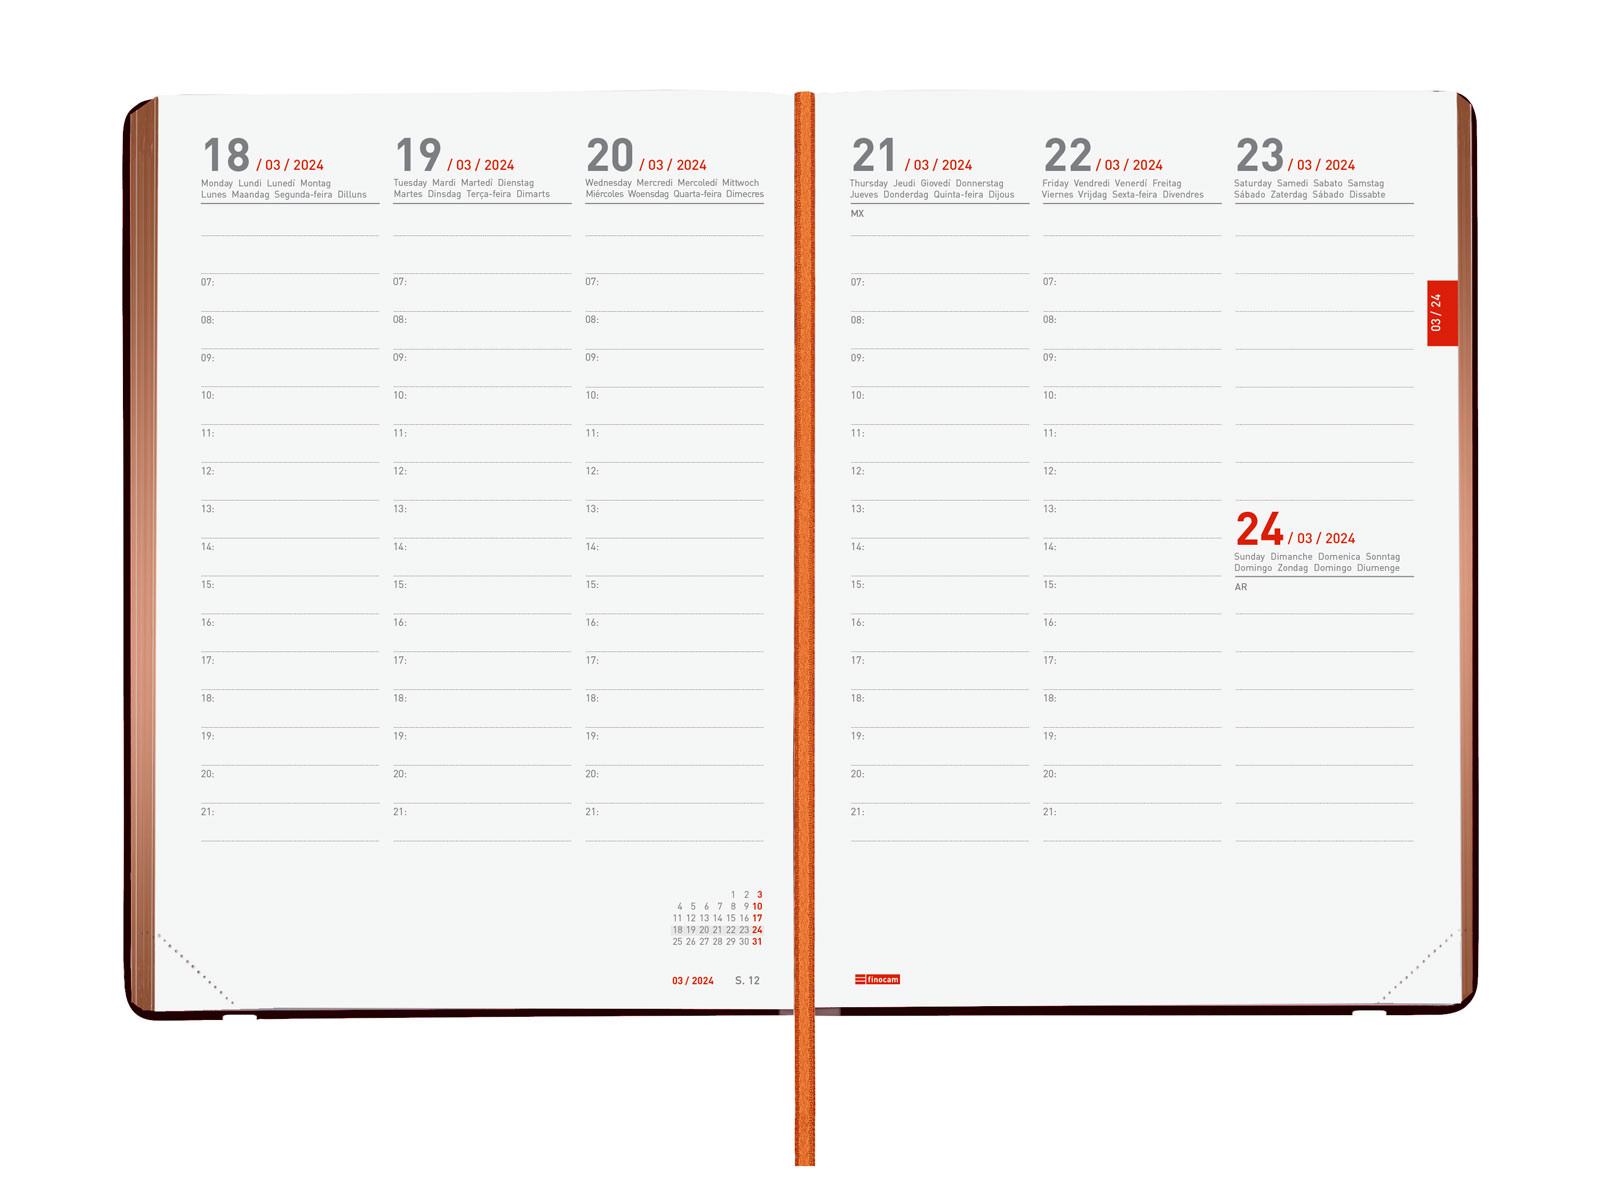 18 / 03 / 2024
Monday Lundi Lunedí Montag
Lunes Maandag Segunda-feira Dilluns
07:
08:
09:
10:
11:
12:
13:
14:
15:
16:
17:
18:
19:
20:
21:
19 / 03 / 2024
Tuesday Mardi Martedí Dienstag
Martes Dinsdag Terça-feira Dimarts
07:
08:
09:
10:
11:
12:
13:
14:
15:
16:
17:
18:
19:
20:
21:
20 / 03 / 2024
Wednesday Mercredi Mercoledí Mittwoch
Miércoles Woensdag Quarta-feira Dimecres
07:
08:
09:
10:
11:
12:
13:
14:
15:
16:
17:
18:
19:
20:
21:
1 2 3
4 5 6 7 8 9 10
11 12 13 14 15 16 17
18 19 20 21 22 23 24
25 26 27 28 29 30 31
03 / 2024 S. 12
21 / 03 / 2024
Thursday Jeudi Giovedí Donnerstag
Jueves Donderdag Quinta-feira Dijous
MX
07:
08:
09:
10:
11:
12:
13:
14:
15:
16:
17:
18:
19:
20:
21:
finocam
22 / 03 / 2024
Friday Vendredi Venerdí Freitag
Viernes Vrijdag Sexta-feira Divendres
07:
08:
09:
10:
11:
12:
13:
14:
15:
16:
17:
18:
19:
20:
21:
23 / 03 / 2024
Saturday Samedi Sabato Samstag
Sábado Zaterdag Sábado Dissabte
24 / 03 / 2024
Sunday Dimanche Domenica Sonntag
Domingo Zondag Domingo Diumenge
AR
03 / 24